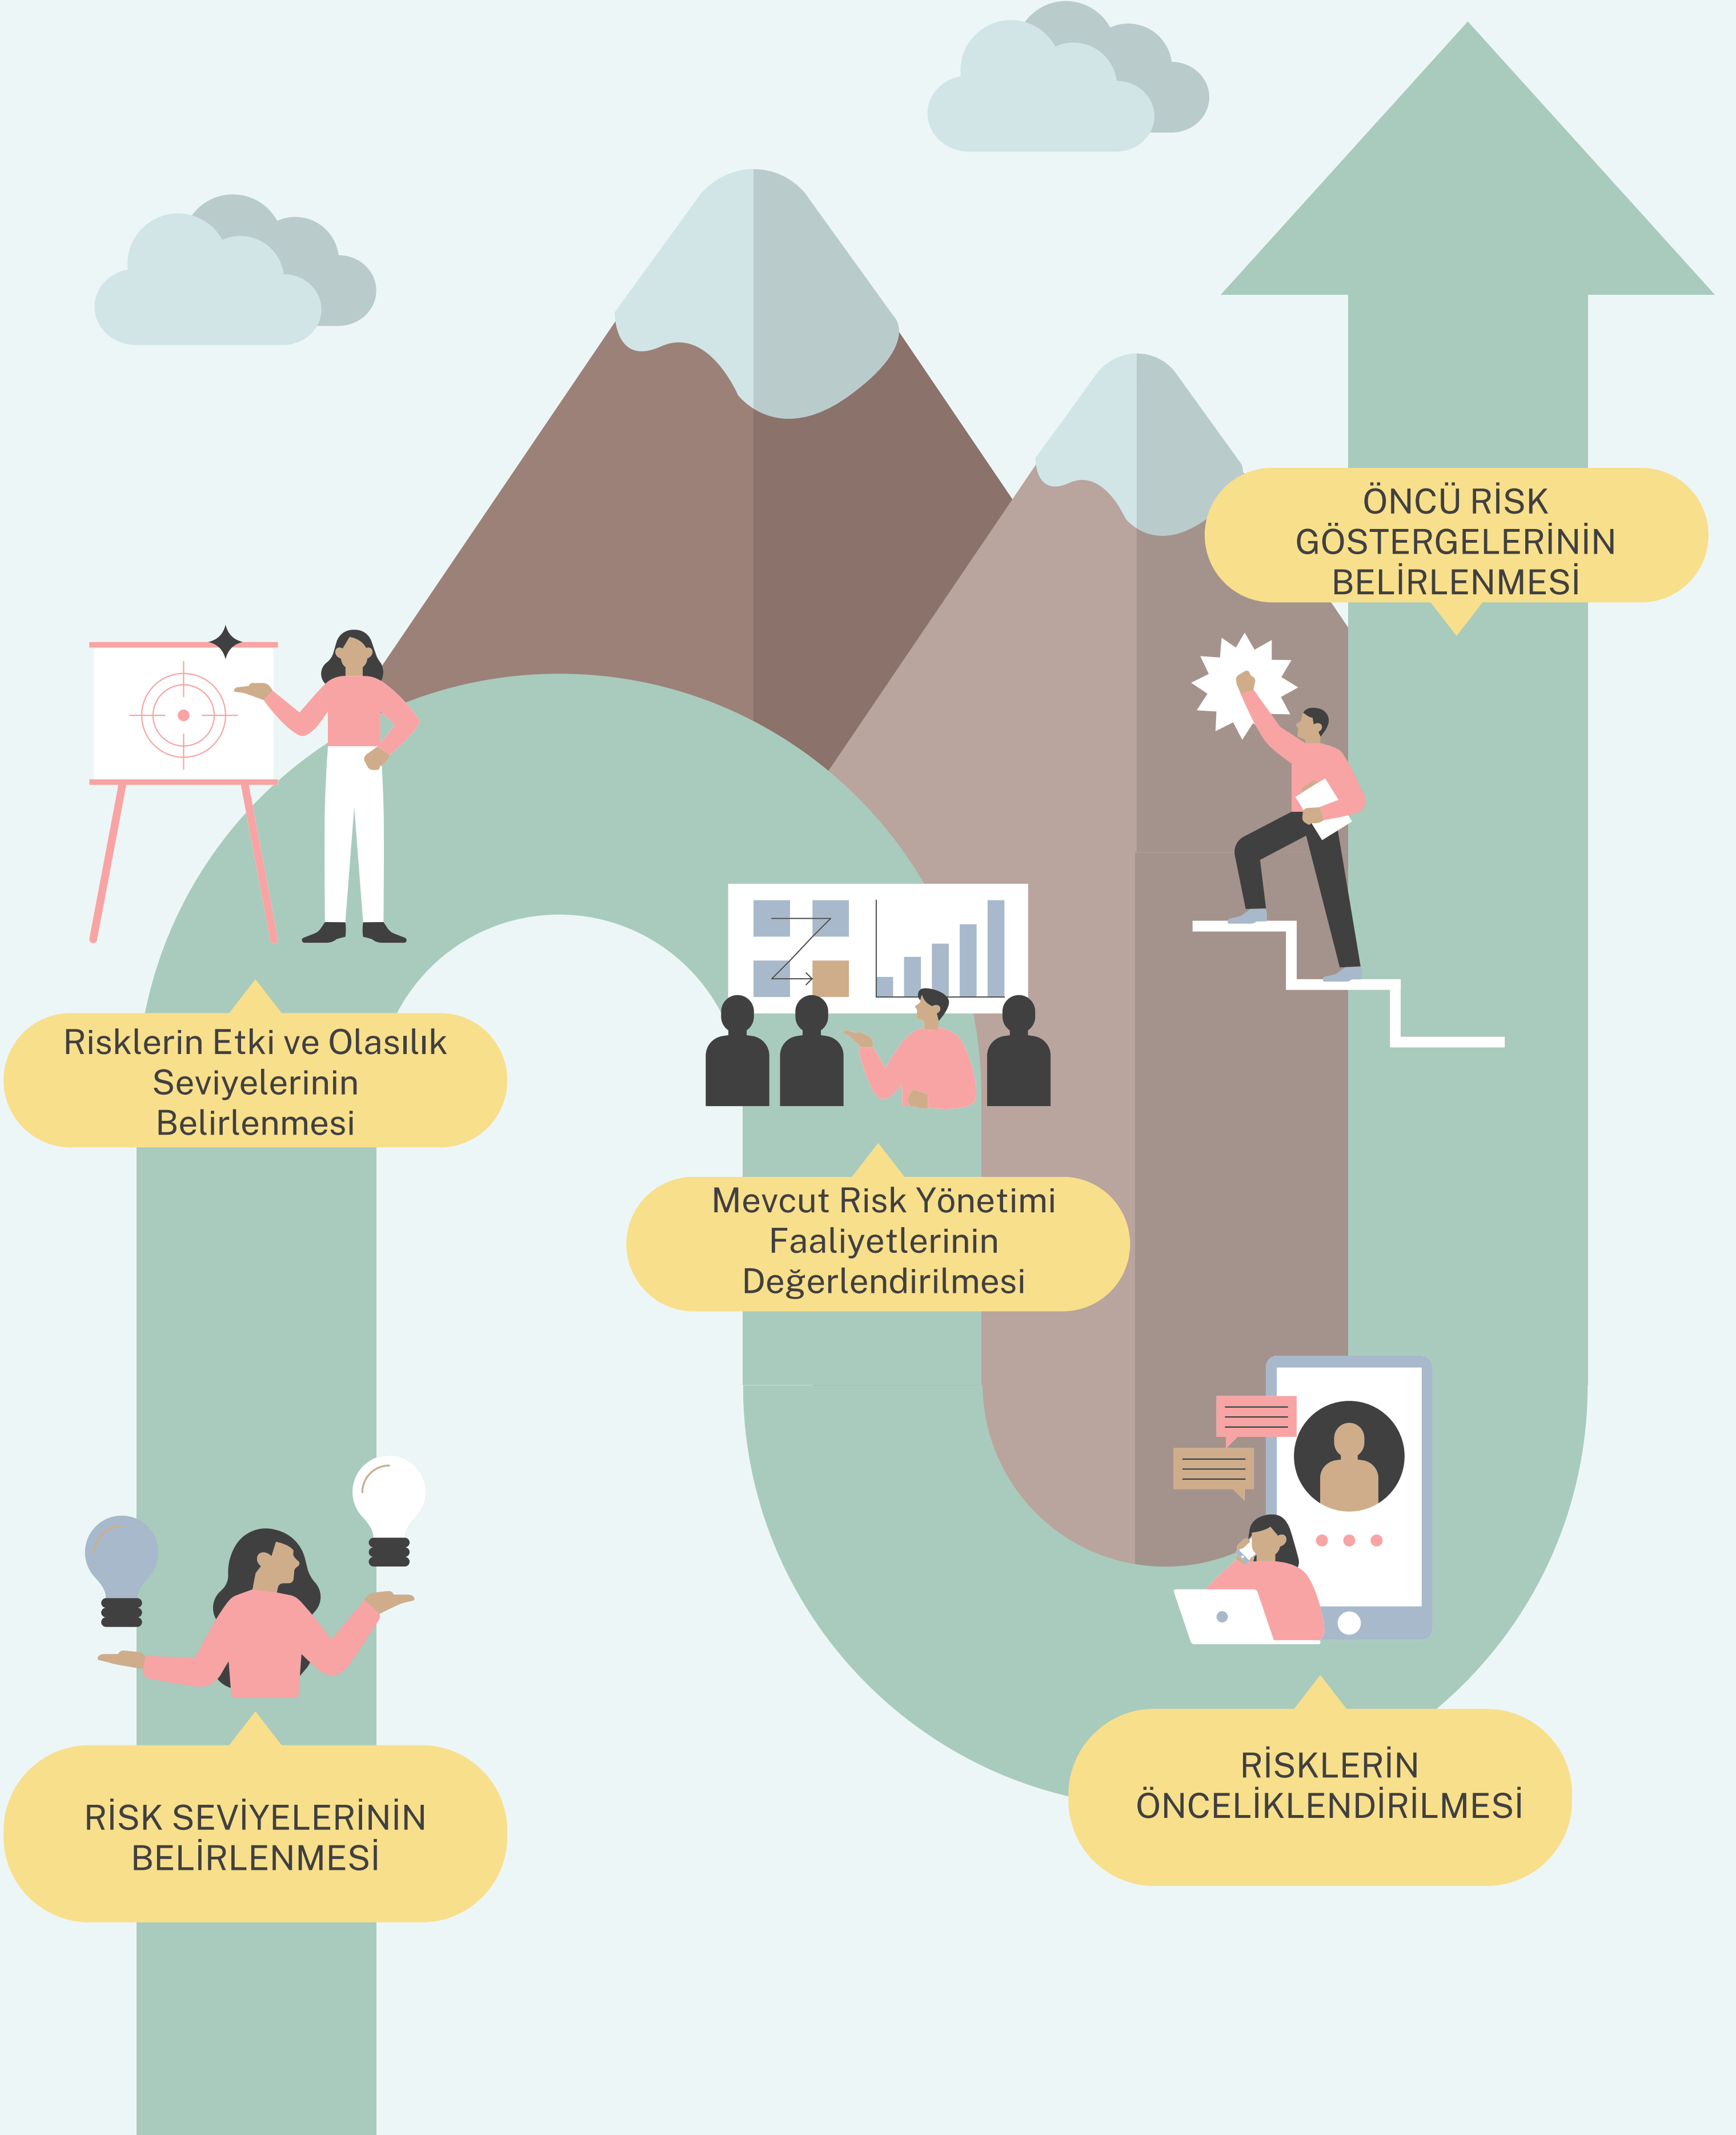 ÖNCÜ RİSK
GÖSTERGELERİNİN
BELİRLENMESİ
Risklerin Etki ve Olasılık
Seviyelerinin
Belirlenmesi
Mevcut Risk Yönetimi
Faaliyetlerinin
Değerlendirilmesi
RİSKLERİN
ÖNCELİKLENDİRİLMESİ
RİSK SEVİYELERİNİN
BELİRLENMESİ